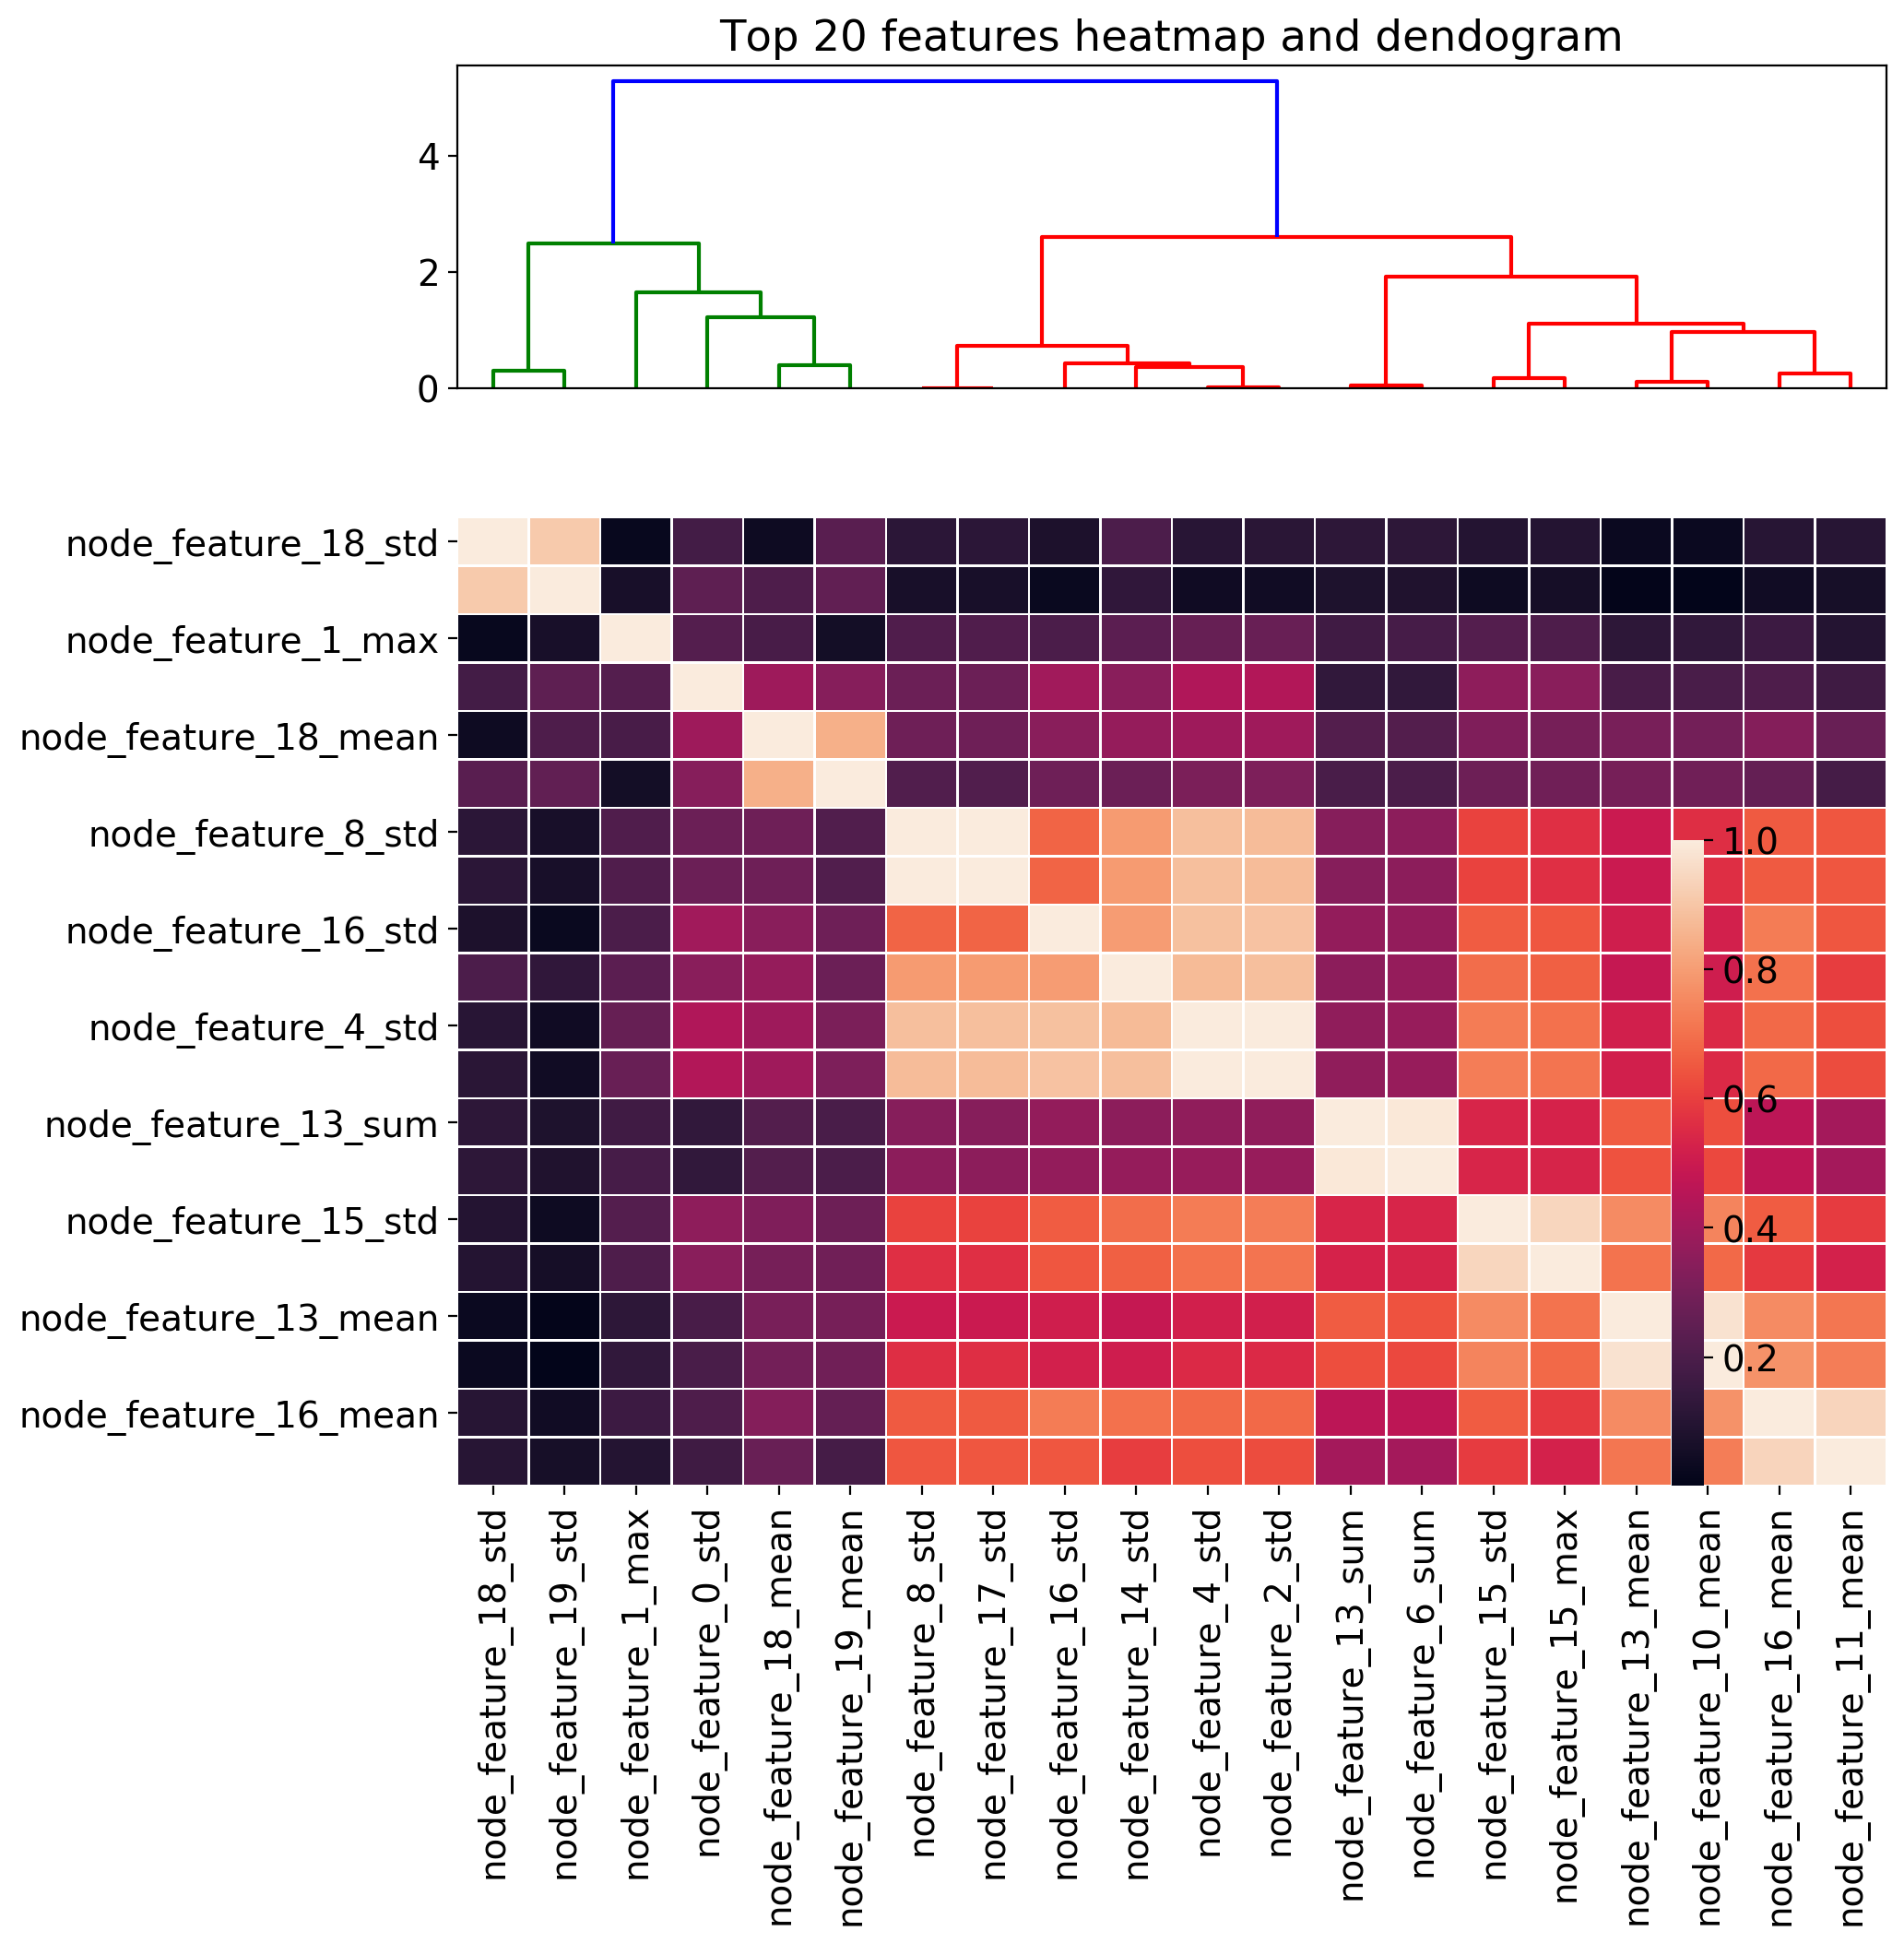 Top 20 features heatmap and dendogram
4
2
0
node_feature_18_std
node_feature_1_max
node_feature_18_mean
node_feature_8_std
node_feature_16_std
node_feature_4_std
node_feature_13_sum
node_feature_15_std
node_feature_13_mean
node_feature_16_mean
1.0
0.8
0.6
0.4
0.2
node_feature_18_std
node_feature_19_std
node_feature_1_max
node_feature_0_std
node_feature_18_mean
node_feature_19_mean
node_feature_8_std
node_feature_17_std
node_feature_16_std
node_feature_14_std
node_feature_4_std
node_feature_2_std
node_feature_13_sum
node_feature_6_sum
node_feature_15_std
node_feature_15_max
node_feature_13_mean
node_feature_10_mean
node_feature_16_mean
node_feature_11_mean